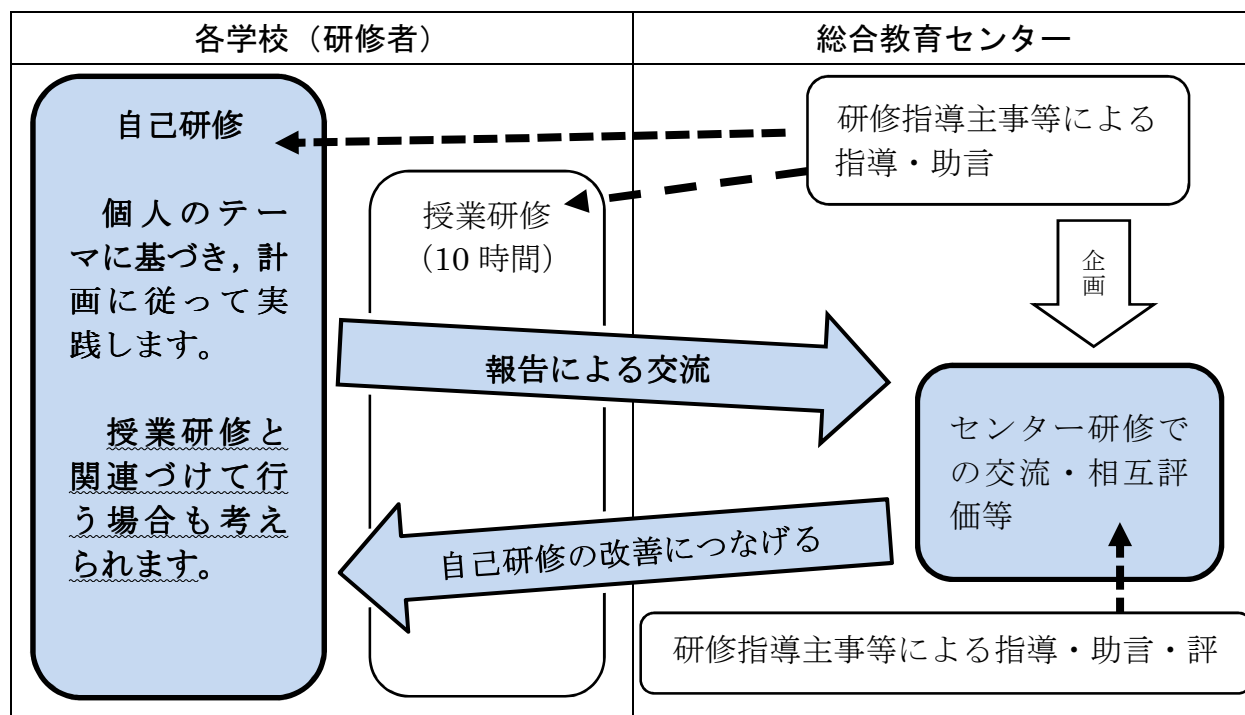 各学校（研修者）
総合教育センター
自己研修
個人のテー
マに基づき，計
画に従って実
践します。
授業研修と
関連づけて行
う場合も考え
られます。
授業研修
（10 時間）
研修指導主事等による
指導・助言
企画
報告による交流
センター研修で
の交流・相互評
価等
自己研修の改善につなげる
研修指導主事等による指導・助言・評